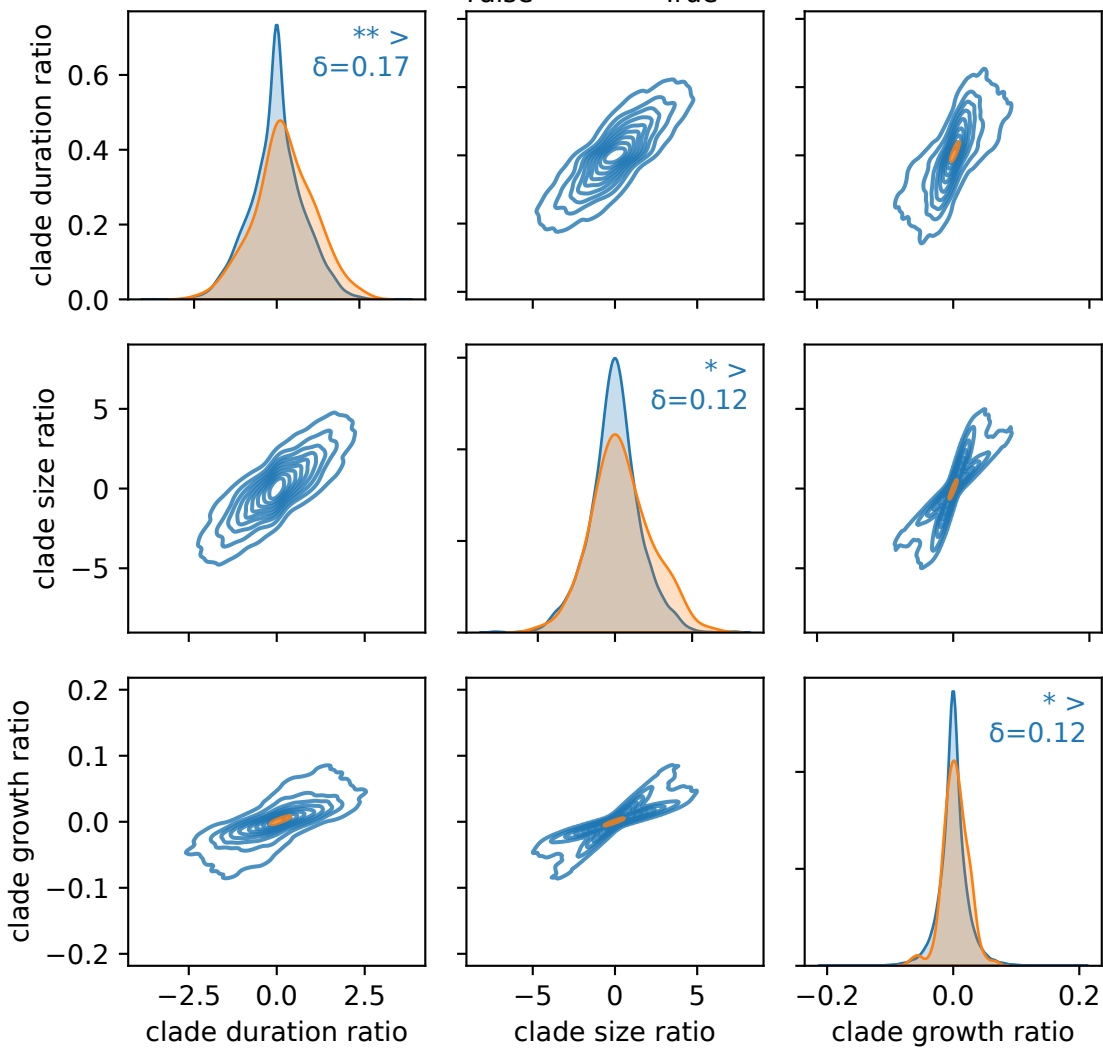 False True
clade duration ratio
0.6
0.4
0.2
0.0
** >
δ=0.17
clade size ratio
5
0
−5
* >
δ=0.12
clade growth ratio
0.2
0.1
0.0
−0.1
−0.2
* >
δ=0.12
−2.5 0.0 2.5
−5 0 5
−0.2 0.0 0.2
clade duration ratio
clade size ratio
clade growth ratio